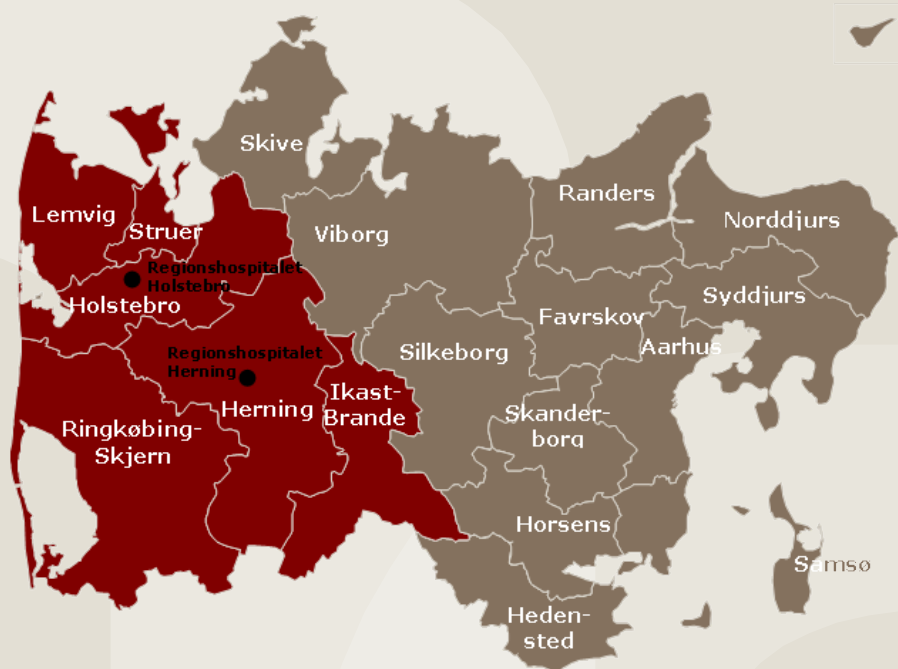 Skive
Randers
Lemvig
Norddjurs
Struer
Viborg
Regionshospitalet
Holstebro
Holstebro
Syddjurs
Favrskov
Aarhus
Regionshospitalet
Herning
Silkeborg
Ikast-
Brande
Herning
Skander-
borg
Ringkøbing-
Skjern
Horsens
Samsø
Heden-
sted